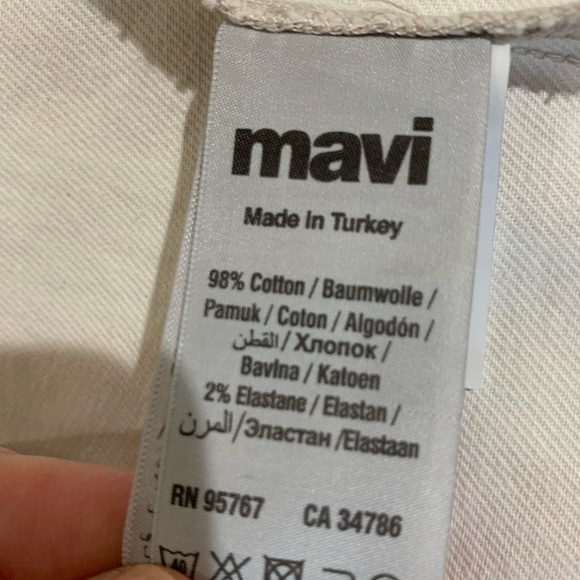 mavi
Made in Turkey
98% Cotton / Baumwolle /
Pamuk / Coton / Algodón /
القطن / Хлопок /
Bavlna / Katoen
2% Elastane / Elastan /
المرن / Эластан /Elastaan
RN 95767 CA 34786
40